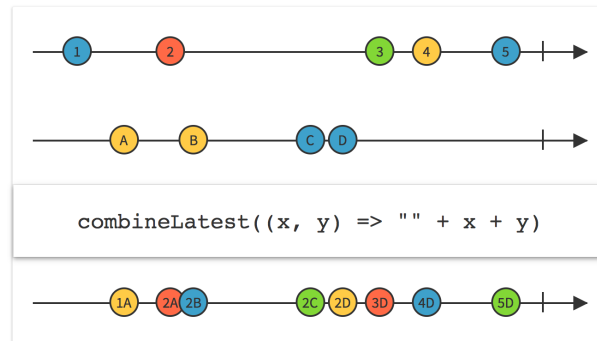 1 2 3 4 5
A B C D
combineLatest((x, y) => "" + x + y)
1A 2A 2B 2C 2D 3D 4D 5D